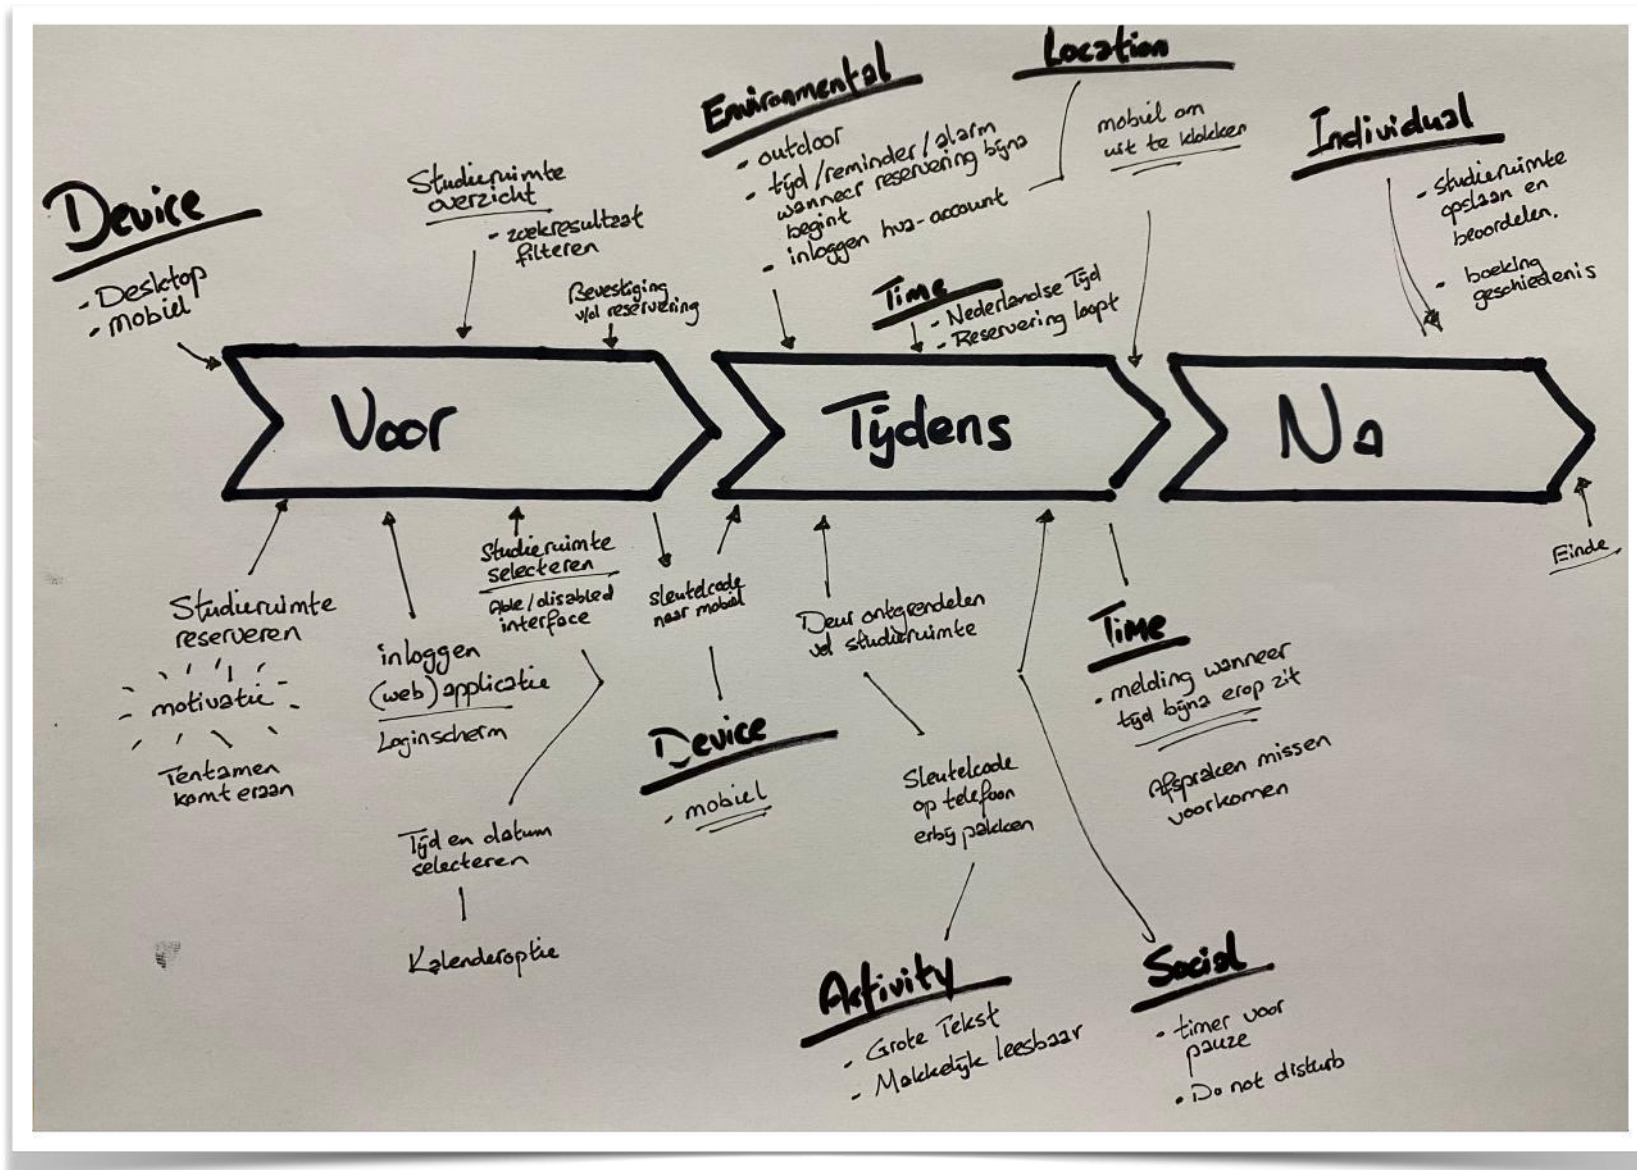 Device
- Desktop
- mobiel
Studieruimte
overzicht
- zoekresultaat
filteren
Bevestiging
v/d reservering
Environmental
- outdoor
- tijd/reminder/alarm
wanneer reservering bijna
begint
- inloggen hva-account
Location
mobiel om
uit te klokken
Time
- Nederlandse Tijd
- Reservering loopt
Individual
- studieruimte
opslaan en
beoordelen.
- boeking
geschiedenis
Voor
Tijdens
Na
Studieruimte
reserveren
motivatie
Tentamen
komt eraan
inloggen
(web)applicatie
Loginscherm
Studieruimte
selecteren
Able/disabled
interface
Tijd en datum
selecteren
Kalenderoptie
sleutelcode
naar mobiel
Device
- mobiel
Deur ontgrendelen
vd studieruimte
Sleutelcode
op telefoon
erbij pakken
Activity
- Grote Tekst
- Makkelijk leesbaar
Time
- melding wanneer
tijd bijna erop zit
Afspraken missen
voorkomen
Social
- timer voor
pauze
- Do not disturb
Einde